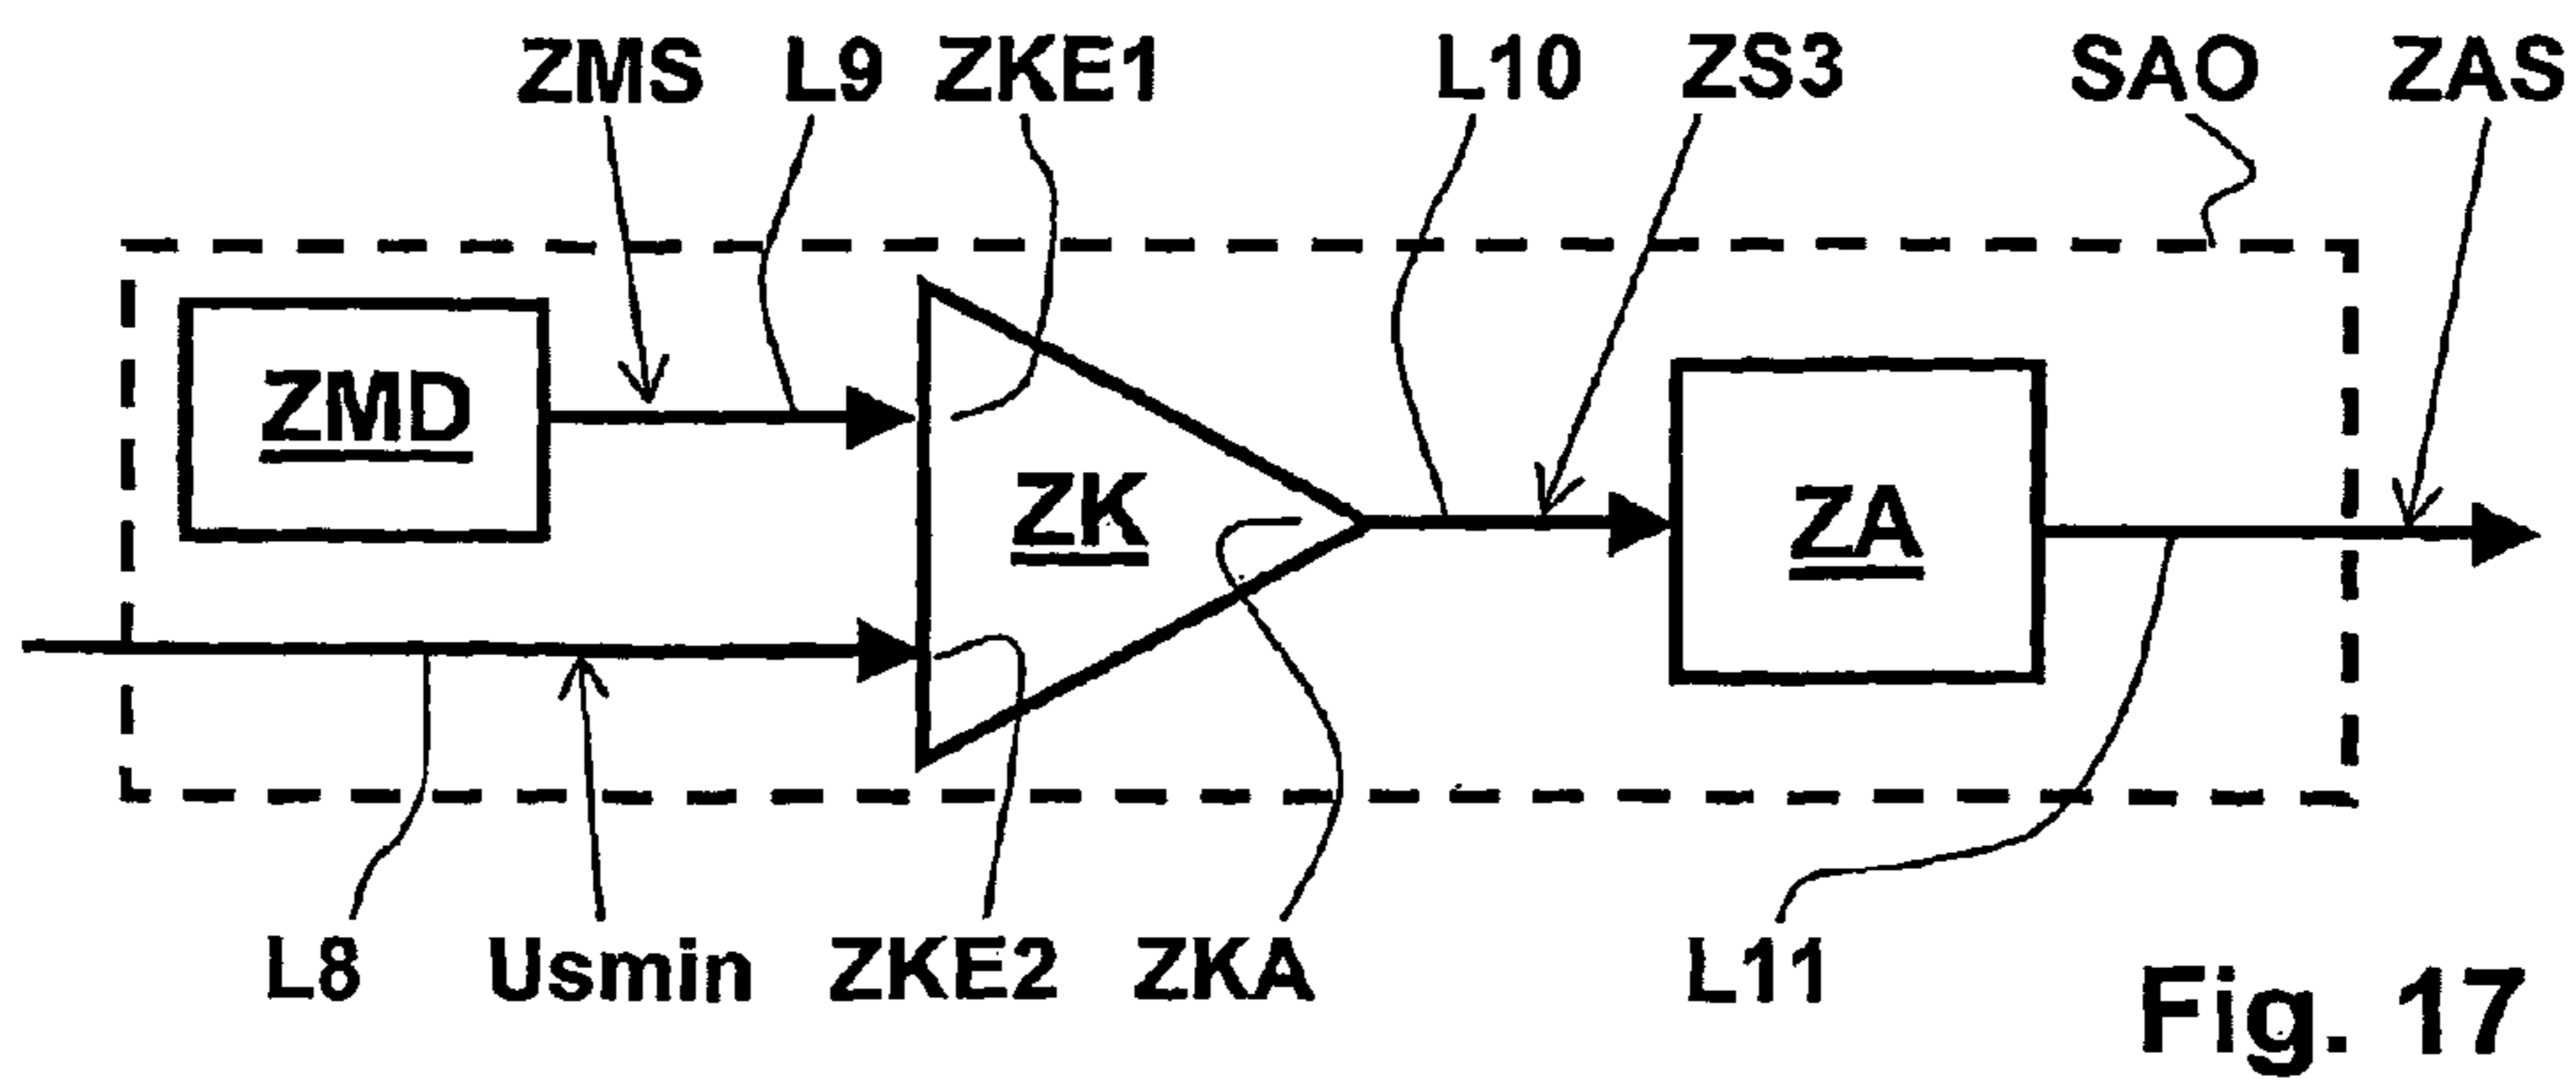 ZMS L9 ZKE1 L10 ZS3 SAO ZAS
ZMD
ZK
ZA
L8 Usmin ZKE2 ZKA L11
Fig. 17